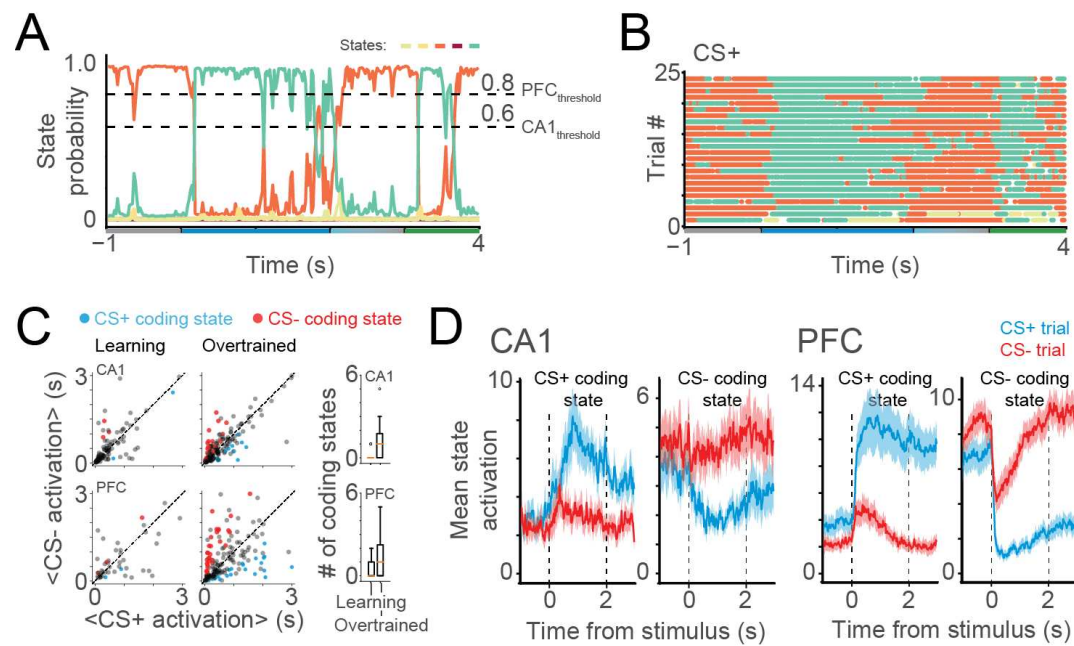 A
States:
1.0
0.8
PFCthreshold
0.6
CA1threshold
State
probability
0
−1
4
Time (s)
B
CS+
25
Trial #
0
−1
4
Time (s)
C
CS+ coding state
CS- coding state
Learning
Overtrained
3
CA1
0
3
PFC
0
<CS- activation> (s)
0
3
0
3
<CS+ activation> (s)
6
CA1
0
6
PFC
0
# of coding states
Learning
Overtrained
D
CA1
PFC
CS+ trial
CS- trial
10
CS+ coding
state
0
6
CS- coding
state
0
14
CS+ coding
state
0
10
CS- coding
state
0
Mean state
activation
0
2
0
2
0
2
0
2
Time from stimulus (s)
Time from stimulus (s)